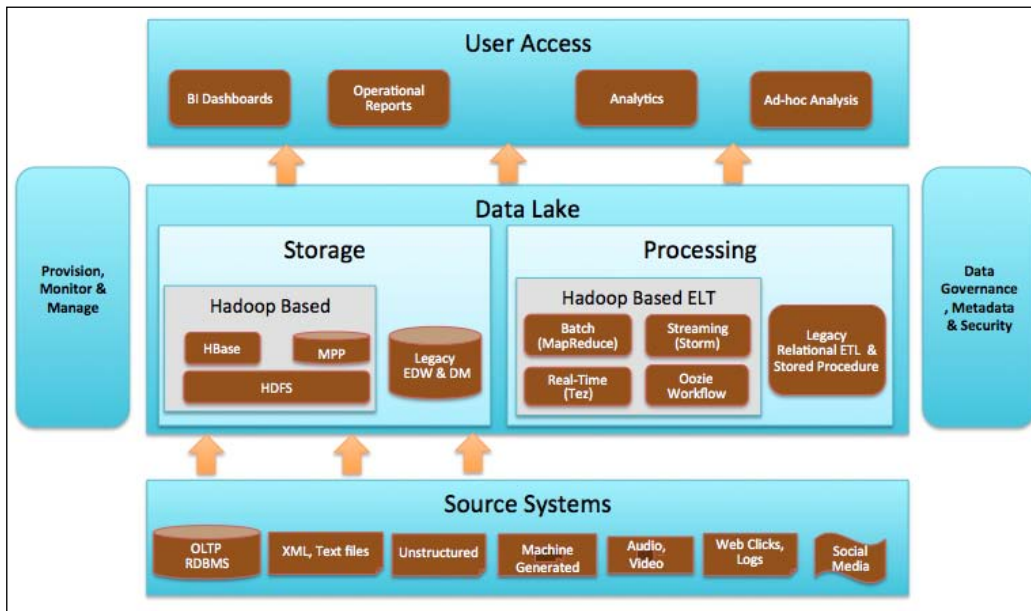 User Access
BI Dashboards
Operational
Reports
Analytics
Ad-hoc Analysis
Provision,
Monitor &
Manage
Data Lake
Storage
Hadoop Based
HBase
MPP
HDFS
Legacy
EDW & DM
Processing
Hadoop Based ELT
Batch
(MapReduce)
Streaming
(Storm)
Real-Time
(Tez)
Oozie
Workflow
Legacy
Relational ETL &
Stored Procedure
Data
Governance
, Metadata
& Security
Source Systems
OLTP
RDBMS
XML, Text files
Unstructured
Machine
Generated
Audio,
Video
Web Clicks,
Logs
Social
Media